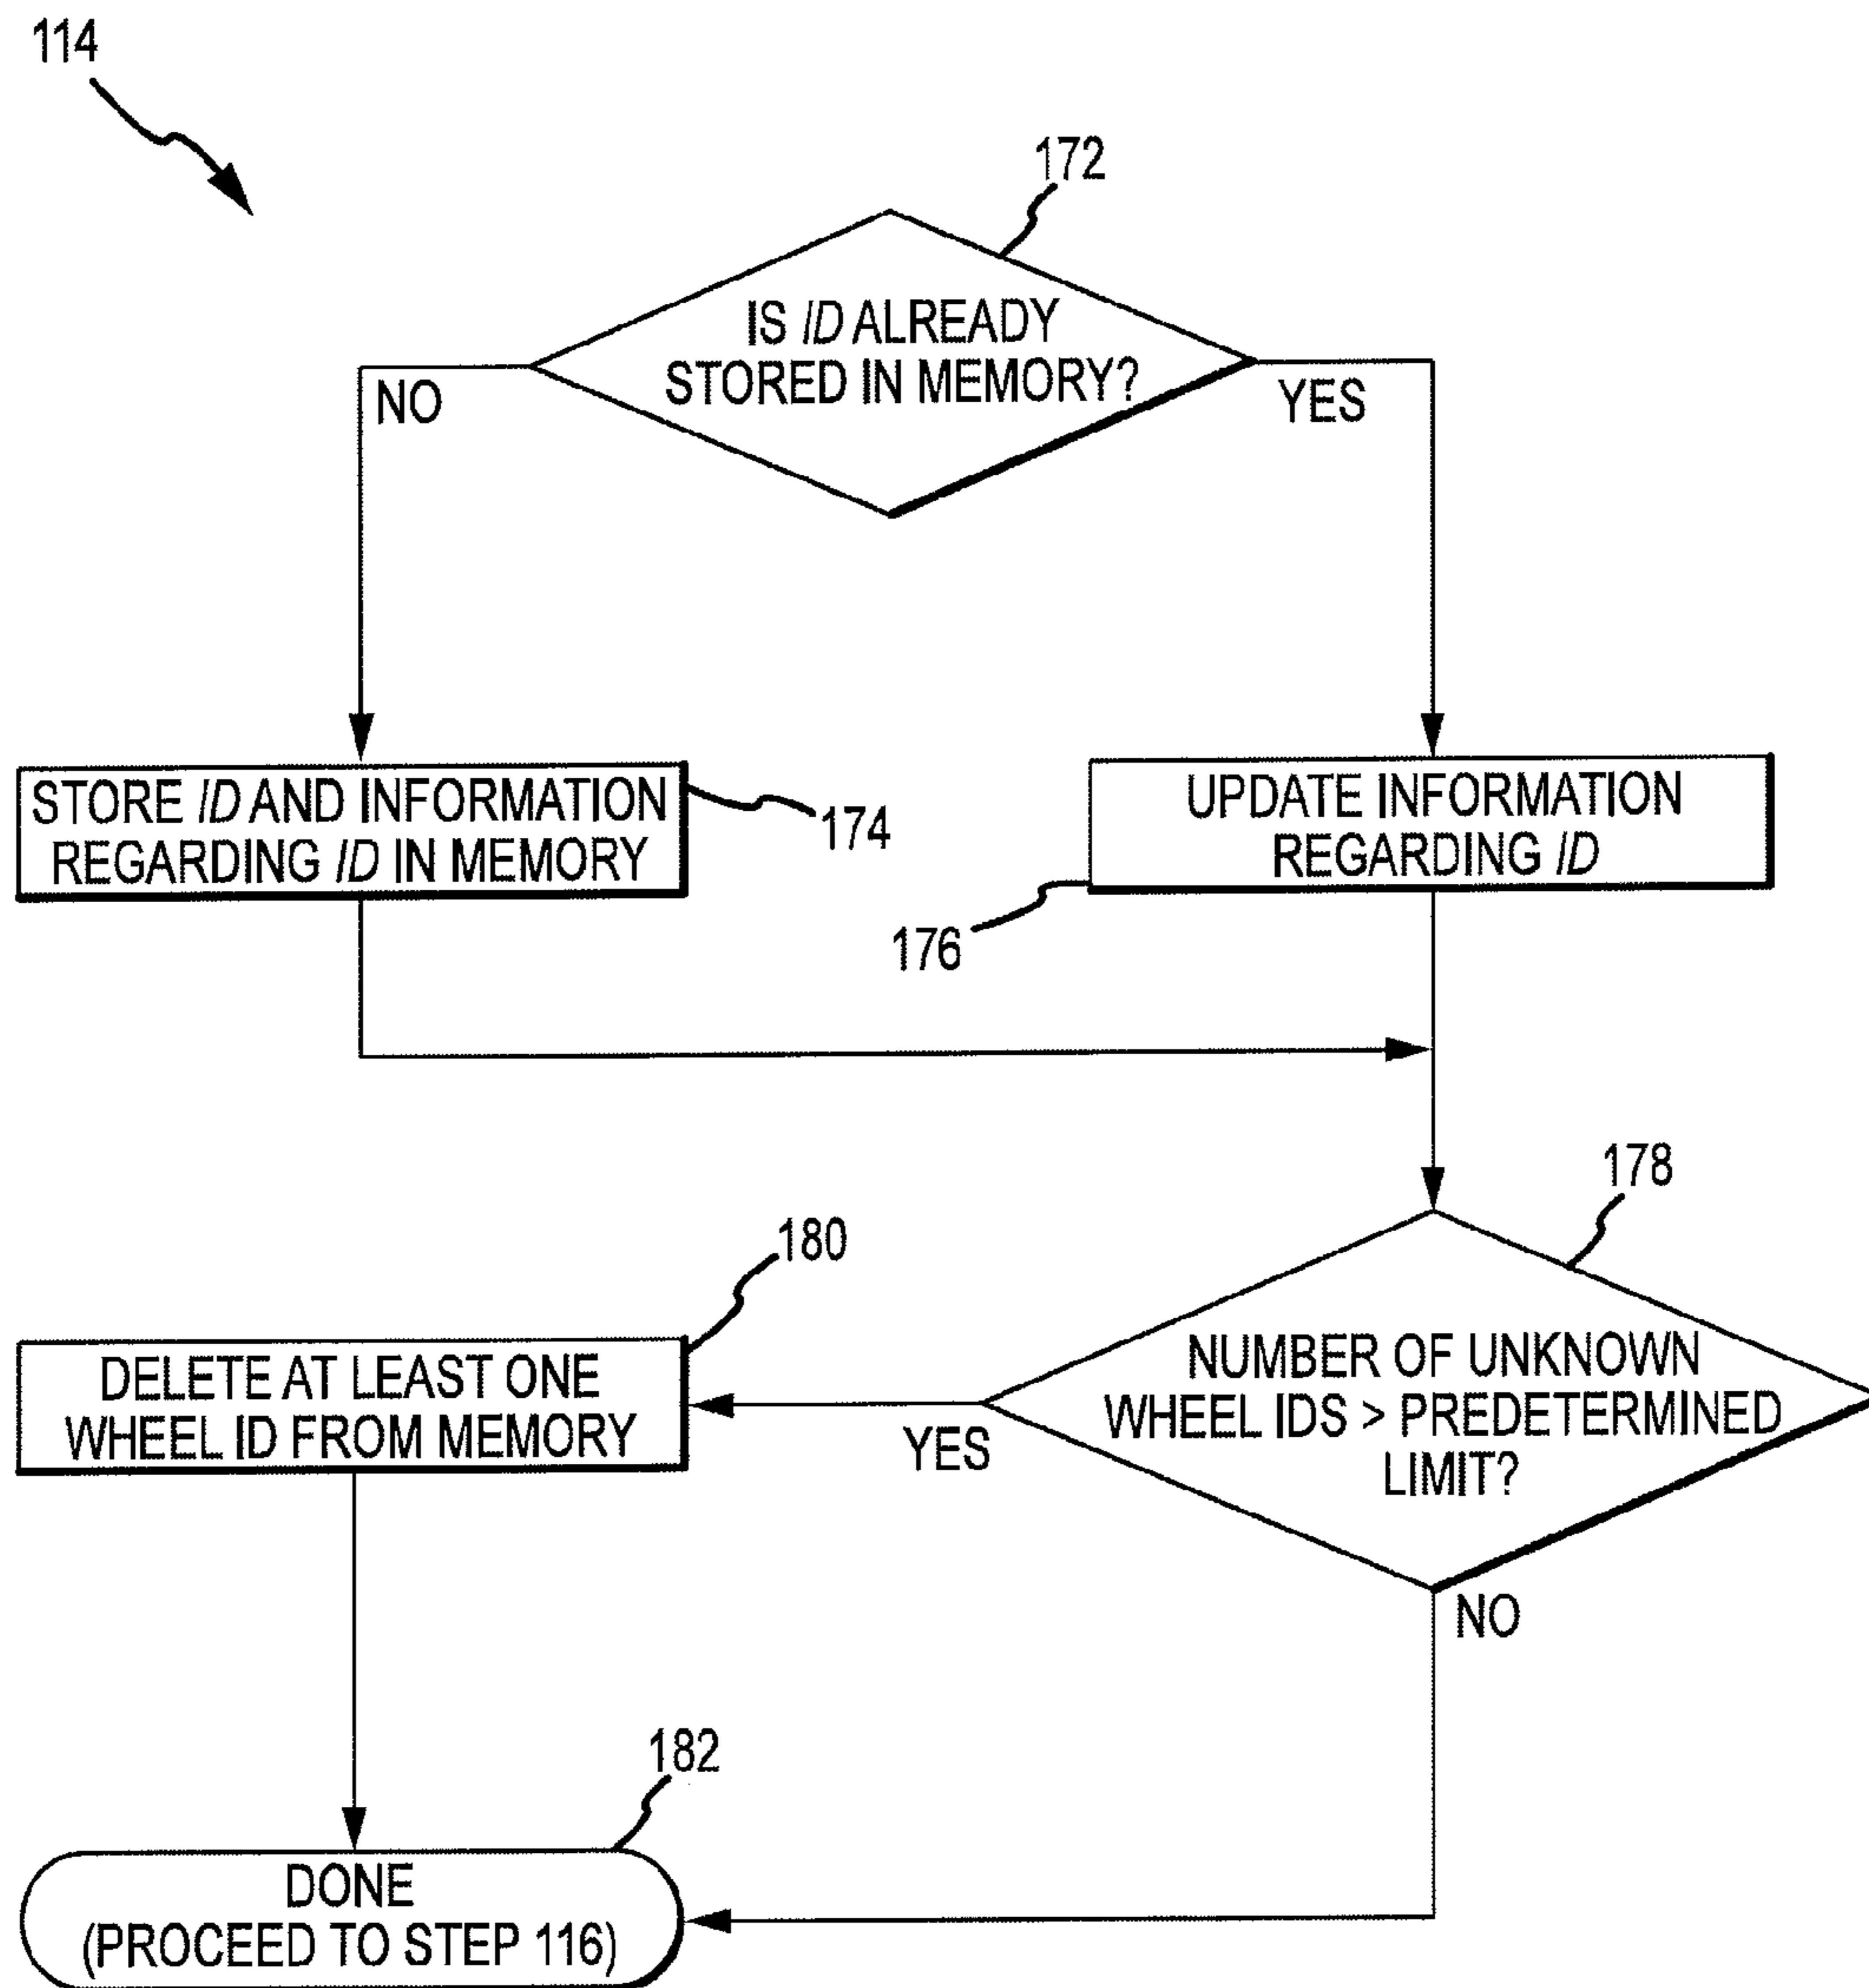 114
172
IS ID ALREADY
STORED IN MEMORY?
NO
YES
STORE ID AND INFORMATION
REGARDING ID IN MEMORY
174
UPDATE INFORMATION
REGARDING ID
176
178
180
NUMBER OF UNKNOWN
WHEEL IDS > PREDETERMINED
LIMIT?
DELETE AT LEAST ONE
WHEEL ID FROM MEMORY
YES
NO
182
DONE
(PROCEED TO STEP 116)